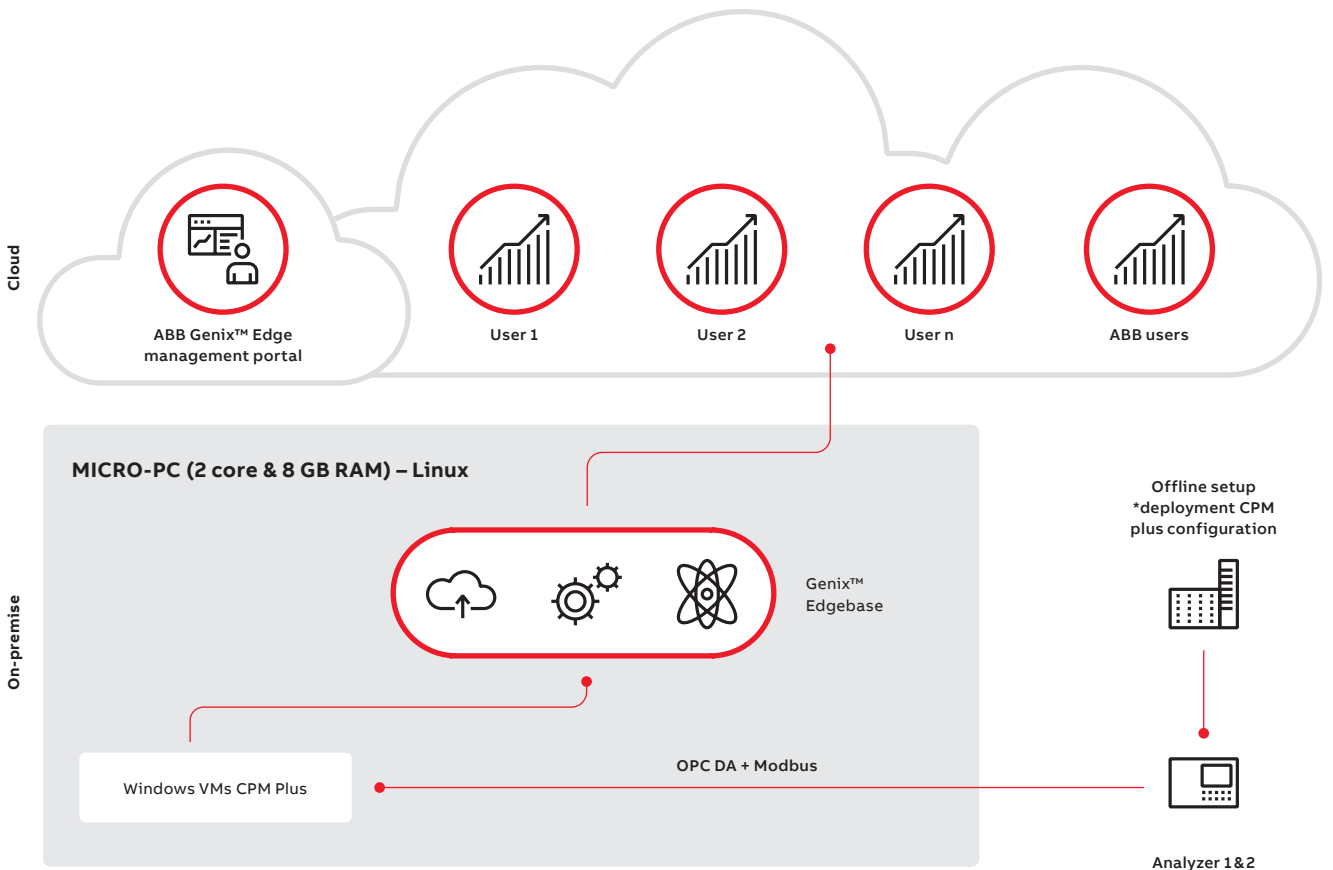 Cloud
ABB Genix™ Edge
management portal
User 1
User 2
User n
ABB users
On-premise
MICRO-PC (2 core & 8 GB RAM) – Linux
Genix™
Edgebase
Windows VMs CPM Plus
OPC DA + Modbus
Offline setup
*deployment CPM
plus configuration
Analyzer 1&2